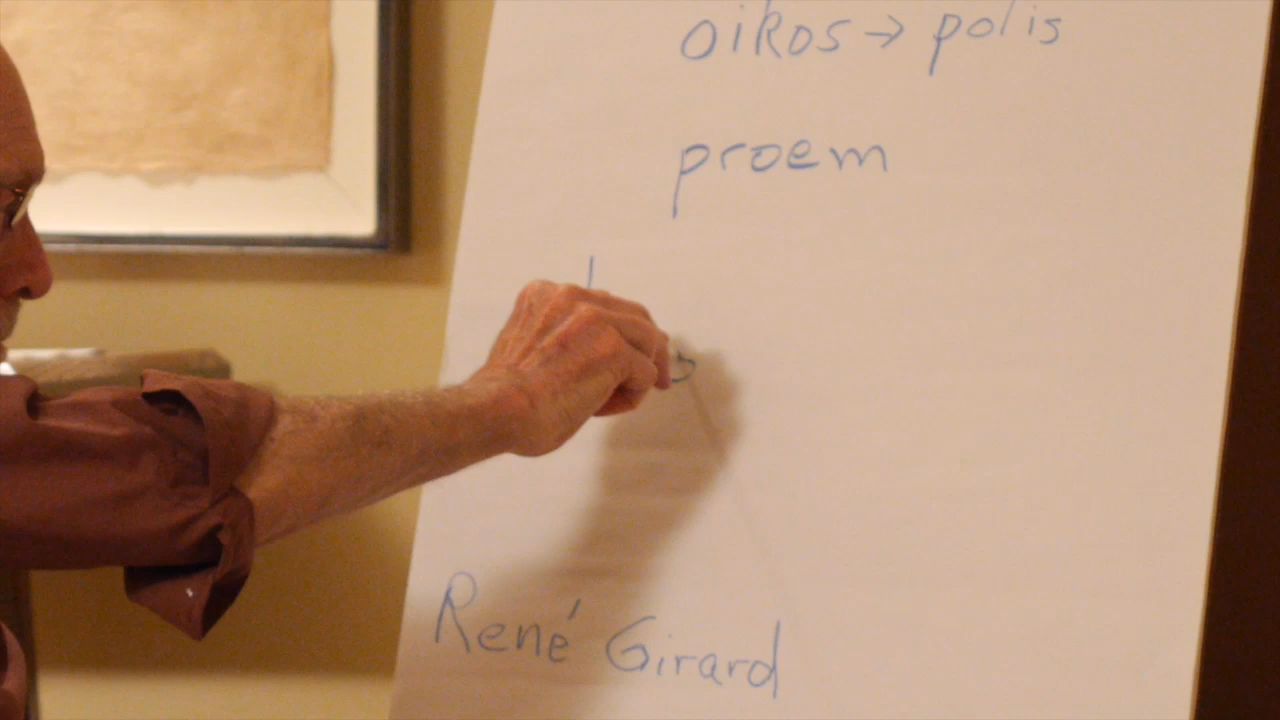 oikos → polis
proem
René Girard